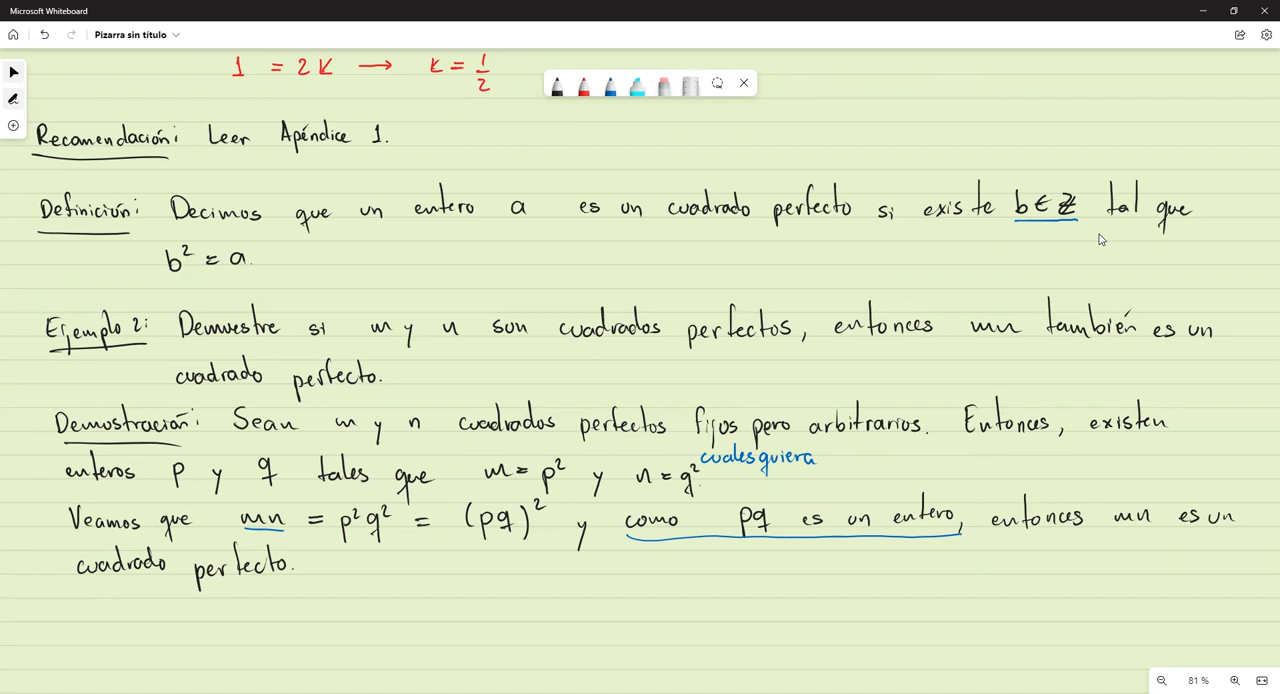 Microsoft Whiteboard
Pizarra sin título
1 = 2K → K = 1/2
Recomendación: Leer Apéndice 1.
Definición: Decimos que un entero a es un cuadrado perfecto si existe b ∈ ℤ tal que
b² = a.
Ejemplo 2: Demuestre si m y n son cuadrados perfectos, entonces mn también es un
cuadrado perfecto.
Demostración: Sean m y n cuadrados perfectos fijos pero arbitrarios. Entonces, existen
cualesquiera
enteros p y q tales que m = p² y n = q².
Veamos que mn = p²q² = (pq)² y como pq es un entero, entonces mn es un
cuadrado perfecto.
81 %